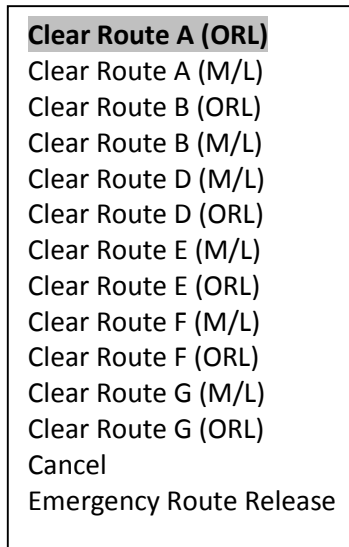 Clear Route A (ORL)
Clear Route A (M/L)
Clear Route B (ORL)
Clear Route B (M/L)
Clear Route D (M/L)
Clear Route D (ORL)
Clear Route E (M/L)
Clear Route E (ORL)
Clear Route F (M/L)
Clear Route F (ORL)
Clear Route G (M/L)
Clear Route G (ORL)
Cancel
Emergency Route Release